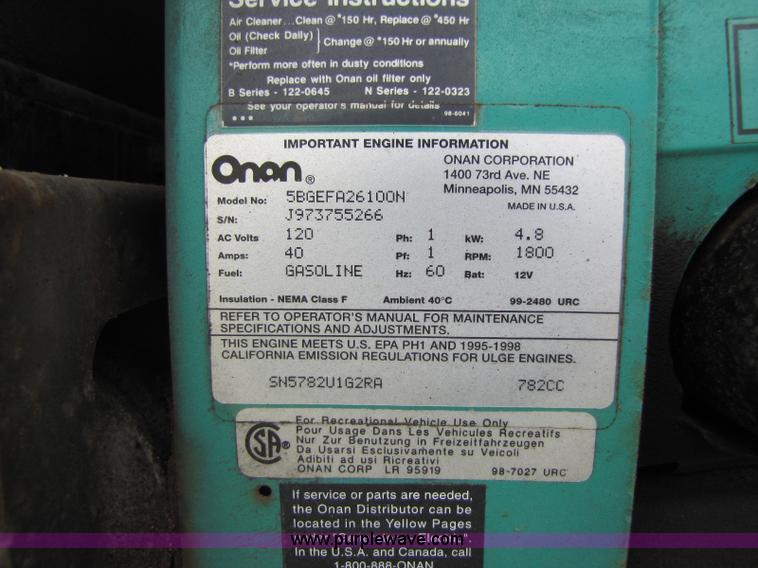 Service Instructions
Air Cleaner...Clean @ *150 Hr, Replace @ *450 Hr
Oil (Check Daily)
Oil Filter
Change @ *150 Hr or annually
*Perform more often in dusty conditions
Replace with Onan oil filter only
B Series - 122-0645 N Series - 122-0323
See your operator's manual for details
98-6041
IMPORTANT ENGINE INFORMATION
Onan®
ONAN CORPORATION
1400 73rd Ave. NE
Minneapolis, MN 55432
MADE IN U.S.A.
Model No: 5BGEFA26100N
S/N: J973755266
AC Volts 120 Ph: 1 kW: 4.8
Amps: 40 Pf: 1 RPM: 1800
Fuel: GASOLINE Hz: 60 Bat: 12V
Insulation - NEMA Class F Ambient 40°C 99-2480 URC
REFER TO OPERATOR'S MANUAL FOR MAINTENANCE
SPECIFICATIONS AND ADJUSTMENTS.
THIS ENGINE MEETS U.S. EPA PH1 AND 1995-1998
CALIFORNIA EMISSION REGULATIONS FOR ULGE ENGINES.
SN5782U1G2RA 782CC
CSA®
For Recreational Vehicle Use Only
Pour Usage Dans Les Vehicules Recreatifs
Nur Zur Benutzung in Freizeitfahrzeugen
Da Usarsi Esclusivamente su Veicoli
Adibiti ad usi Ricreativi
ONAN CORP LR 95919 98-7027 URC
If service or parts are needed,
the Onan Distributor can be
located in the Yellow Pages
www.purplewave.com
In the U.S.A. and Canada, call
1-800-888-ONAN